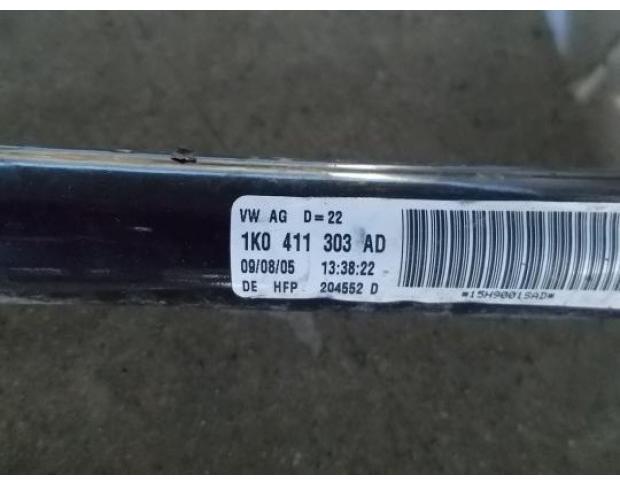 VW AG D=22
1K0 411 303 AD
09/08/05 13:38:22
DE HFP 204552 D
*15H9001SAD*